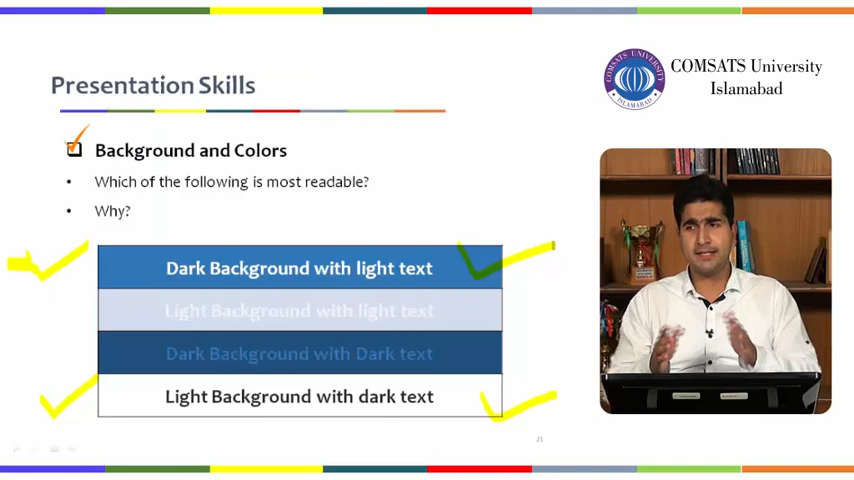 Presentation Skills
COMSATS University
Islamabad
COMSATS UNIVERSITY
ISLAMABAD
Background and Colors
• Which of the following is most readable?
• Why?
Dark Background with light text
Light Background with light text
Dark Background with Dark text
Light Background with dark text
21